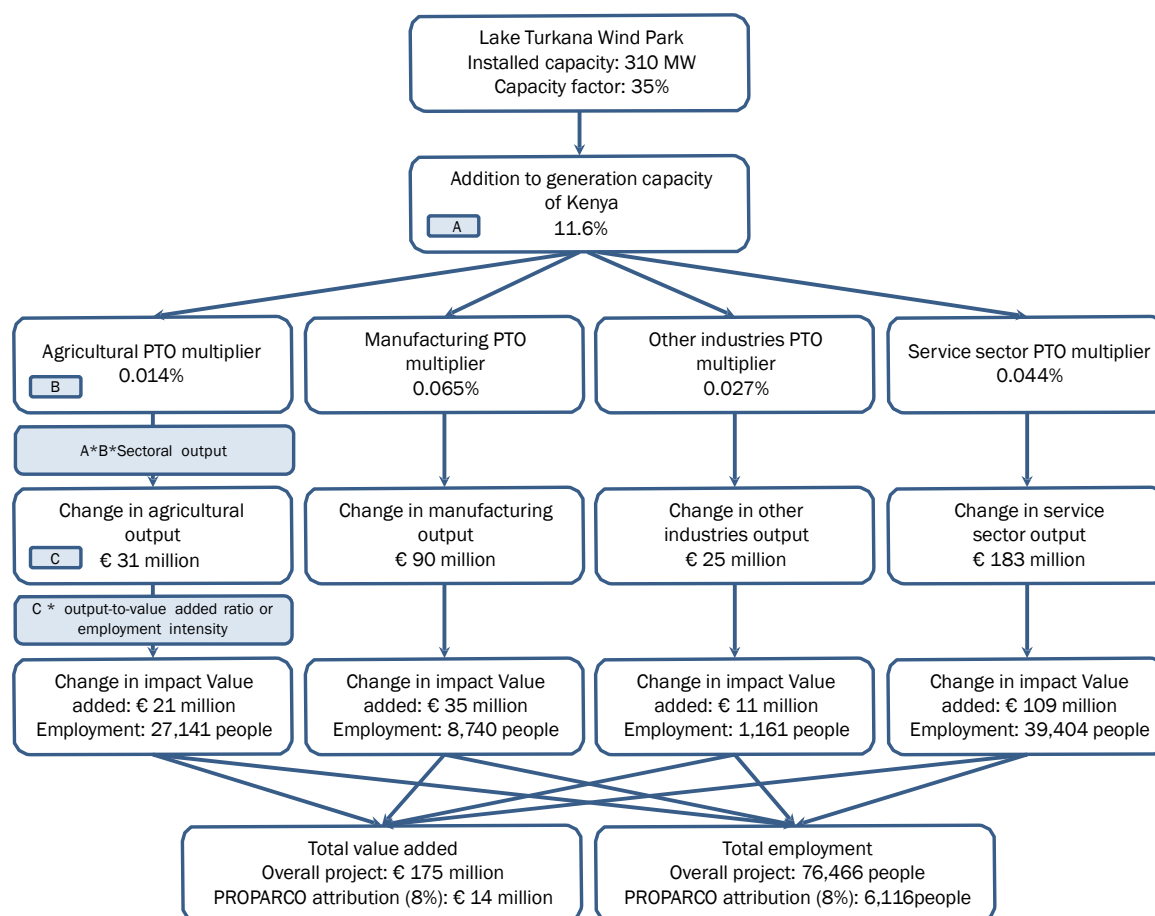 Lake Turkana Wind Park
Installed capacity: 310 MW
Capacity factor: 35%
Addition to generation capacity
of Kenya
A
11.6%
Agricultural PTO multiplier
0.014%
B
Manufacturing PTO
multiplier
0.065%
Other industries PTO
multiplier
0.027%
Service sector PTO multiplier
0.044%
A*B*Sectoral output
Change in agricultural
output
C
€ 31 million
Change in manufacturing
output
€ 90 million
Change in other
industries output
€ 25 million
Change in service
sector output
€ 183 million
C * output-to-value added ratio or
employment intensity
Change in impact Value
added: € 21 million
Employment: 27,141 people
Change in impact Value
added: € 35 million
Employment: 8,740 people
Change in impact Value
added: € 11 million
Employment: 1,161 people
Change in impact Value
added: € 109 million
Employment: 39,404 people
Total value added
Overall project: € 175 million
PROPARCO attribution (8%): € 14 million
Total employment
Overall project: 76,466 people
PROPARCO attribution (8%): 6,116people